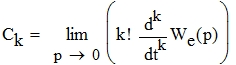 C_k = lim_{p → 0} ( k! d^k/dt^k W_e(p) )